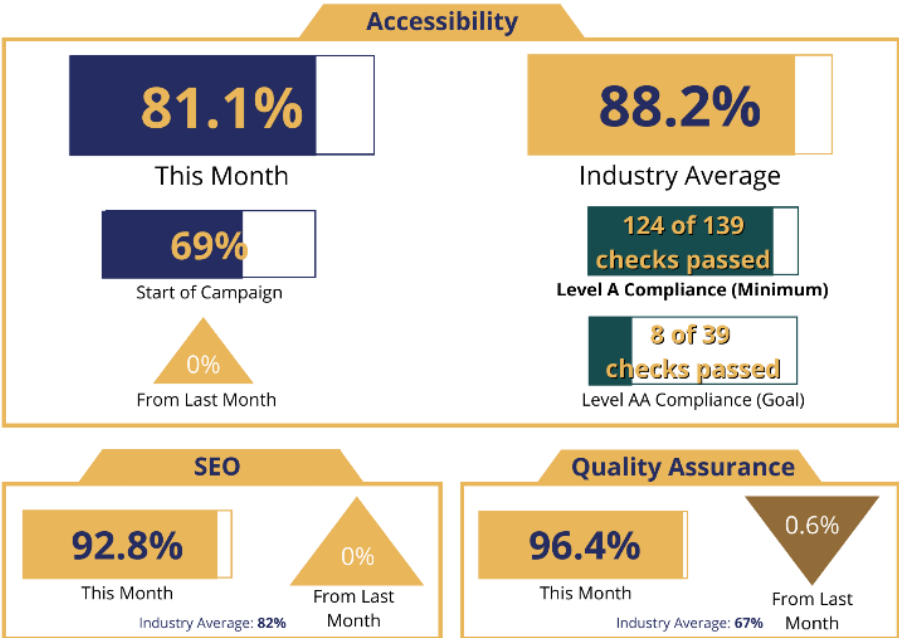 Accessibility
81.1%
This Month
88.2%
Industry Average
69%
Start of Campaign
124 of 139
checks passed
Level A Compliance (Minimum)
0%
From Last Month
8 of 39
checks passed
Level AA Compliance (Goal)
SEO
92.8%
This Month
0%
From Last
Month
Industry Average: 82%
Quality Assurance
96.4%
This Month
0.6%
From Last
Month
Industry Average: 67%